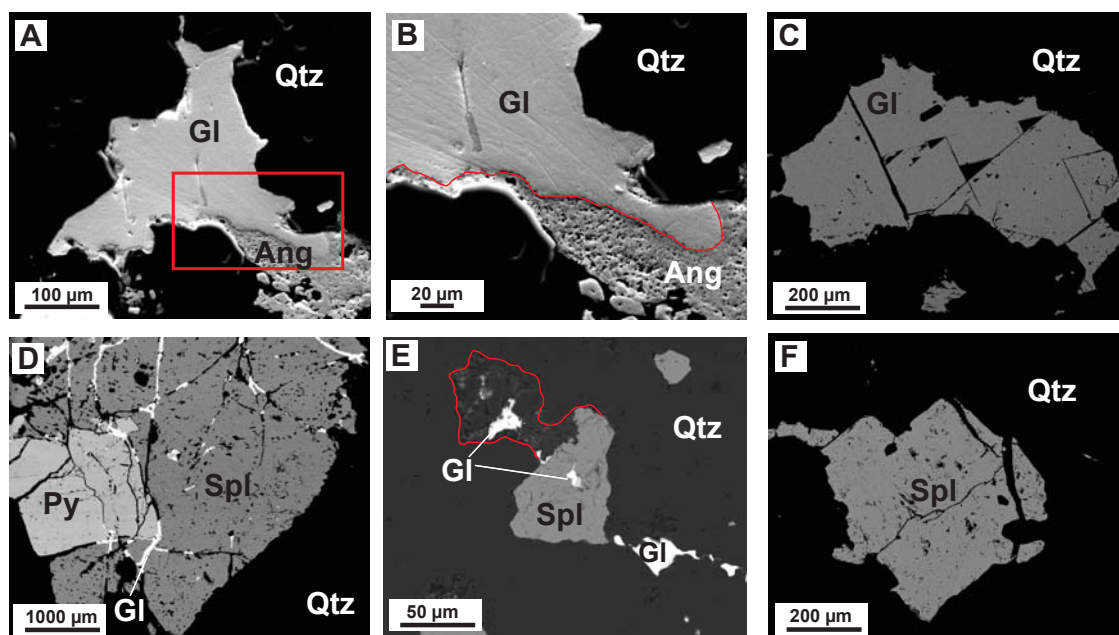 A
Gl
Qtz
Ang
100 µm
B
Gl
Qtz
Ang
20 µm
C
Gl
Qtz
200 µm
D
Py
Spl
Gl
Qtz
1000 µm
E
Gl
Qtz
Spl
Gl
50 µm
F
Qtz
Spl
200 µm